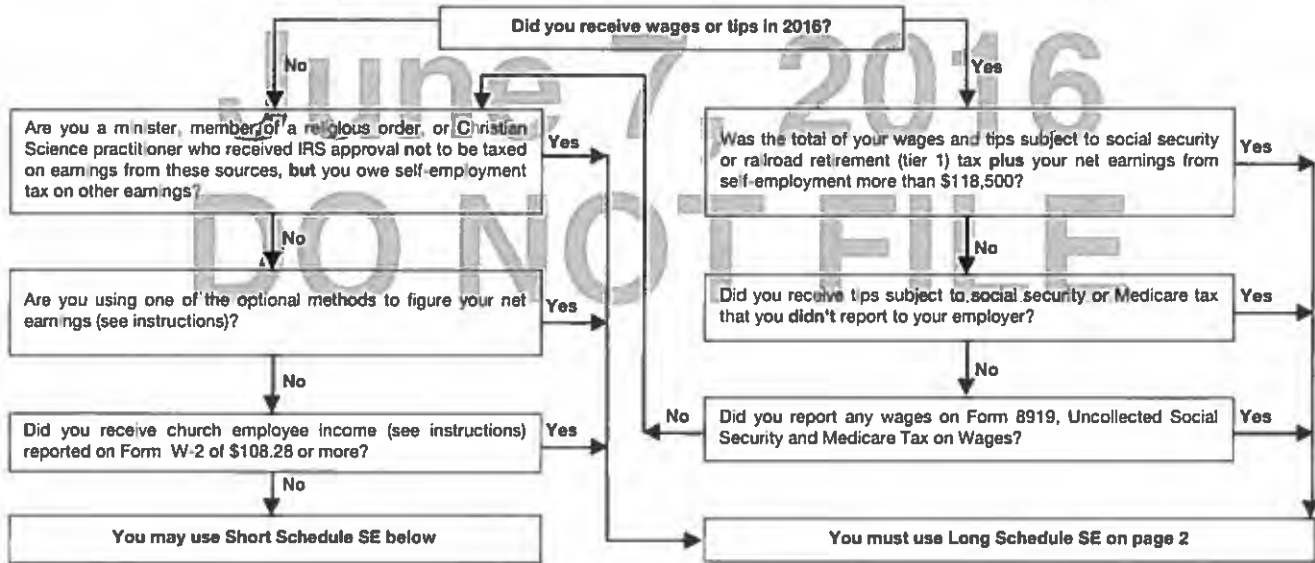 Did you receive wages or tips in 2016?
June 7, 2016
DO NOT FILE
No
Yes
Are you a minister, member of a religious order, or Christian
Science practitioner who received IRS approval not to be taxed
on earnings from these sources, but you owe self-employment
tax on other earnings?
Yes
Was the total of your wages and tips subject to social security
or railroad retirement (tier 1) tax plus your net earnings from
self-employment more than $118,500?
Yes
No
No
Are you using one of the optional methods to figure your net
earnings (see instructions)?
Yes
Did you receive tips subject to social security or Medicare tax
that you didn't report to your employer?
Yes
No
No
Did you receive church employee income (see instructions)
reported on Form W-2 of $108.28 or more?
Yes
No
Did you report any wages on Form 8919, Uncollected Social
Security and Medicare Tax on Wages?
Yes
No
You may use Short Schedule SE below
You must use Long Schedule SE on page 2